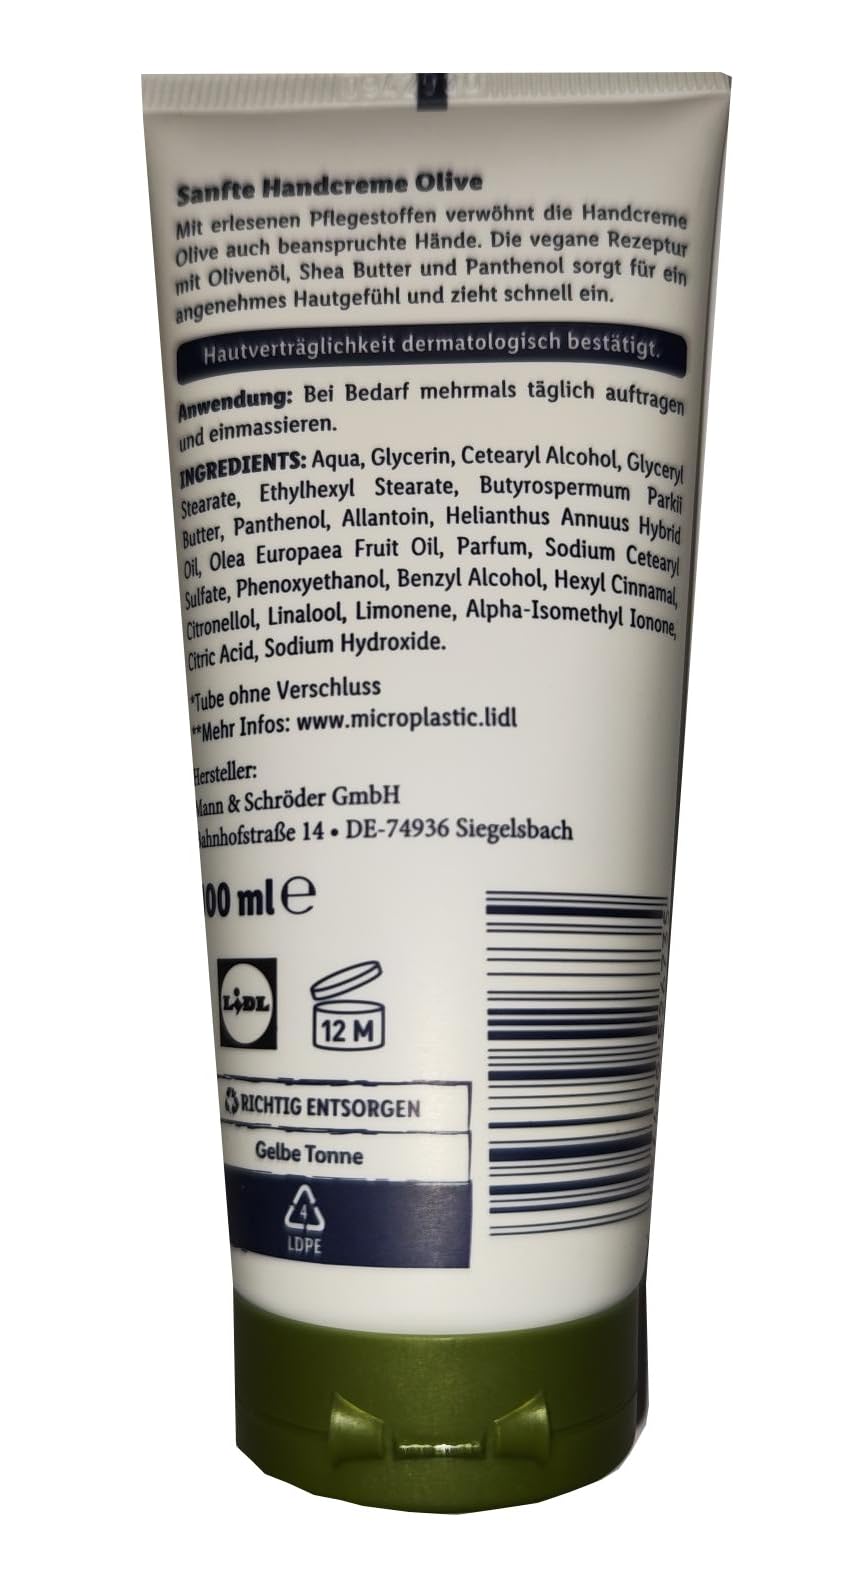 Sanfte Handcreme Olive
Mit erlesenen Pflegestoffen verwöhnt die Handcreme
Olive auch beanspruchte Hände. Die vegane Rezeptur
mit Olivenöl, Shea Butter und Panthenol sorgt für ein
angenehmes Hautgefühl und zieht schnell ein.
Hautverträglichkeit dermatologisch bestätigt.
Anwendung: Bei Bedarf mehrmals täglich auftragen
und einmassieren.
INGREDIENTS: Aqua, Glycerin, Cetearyl Alcohol, Glyceryl
Stearate, Ethylhexyl Stearate, Butyrospermum Parkii
Butter, Panthenol, Allantoin, Helianthus Annuus Hybrid
Oil, Olea Europaea Fruit Oil, Parfum, Sodium Cetearyl
Sulfate, Phenoxyethanol, Benzyl Alcohol, Hexyl Cinnamal,
Citronellol, Linalool, Limonene, Alpha-Isomethyl Ionone,
Citric Acid, Sodium Hydroxide.
*Tube ohne Verschluss
**Mehr Infos: www.microplastic.lidl
Hersteller:
Mann & Schröder GmbH
Bahnhofstraße 14 • DE-74936 Siegelsbach
00 ml e
LIDL
12 M
RICHTIG ENTSORGEN
Gelbe Tonne
4
LDPE